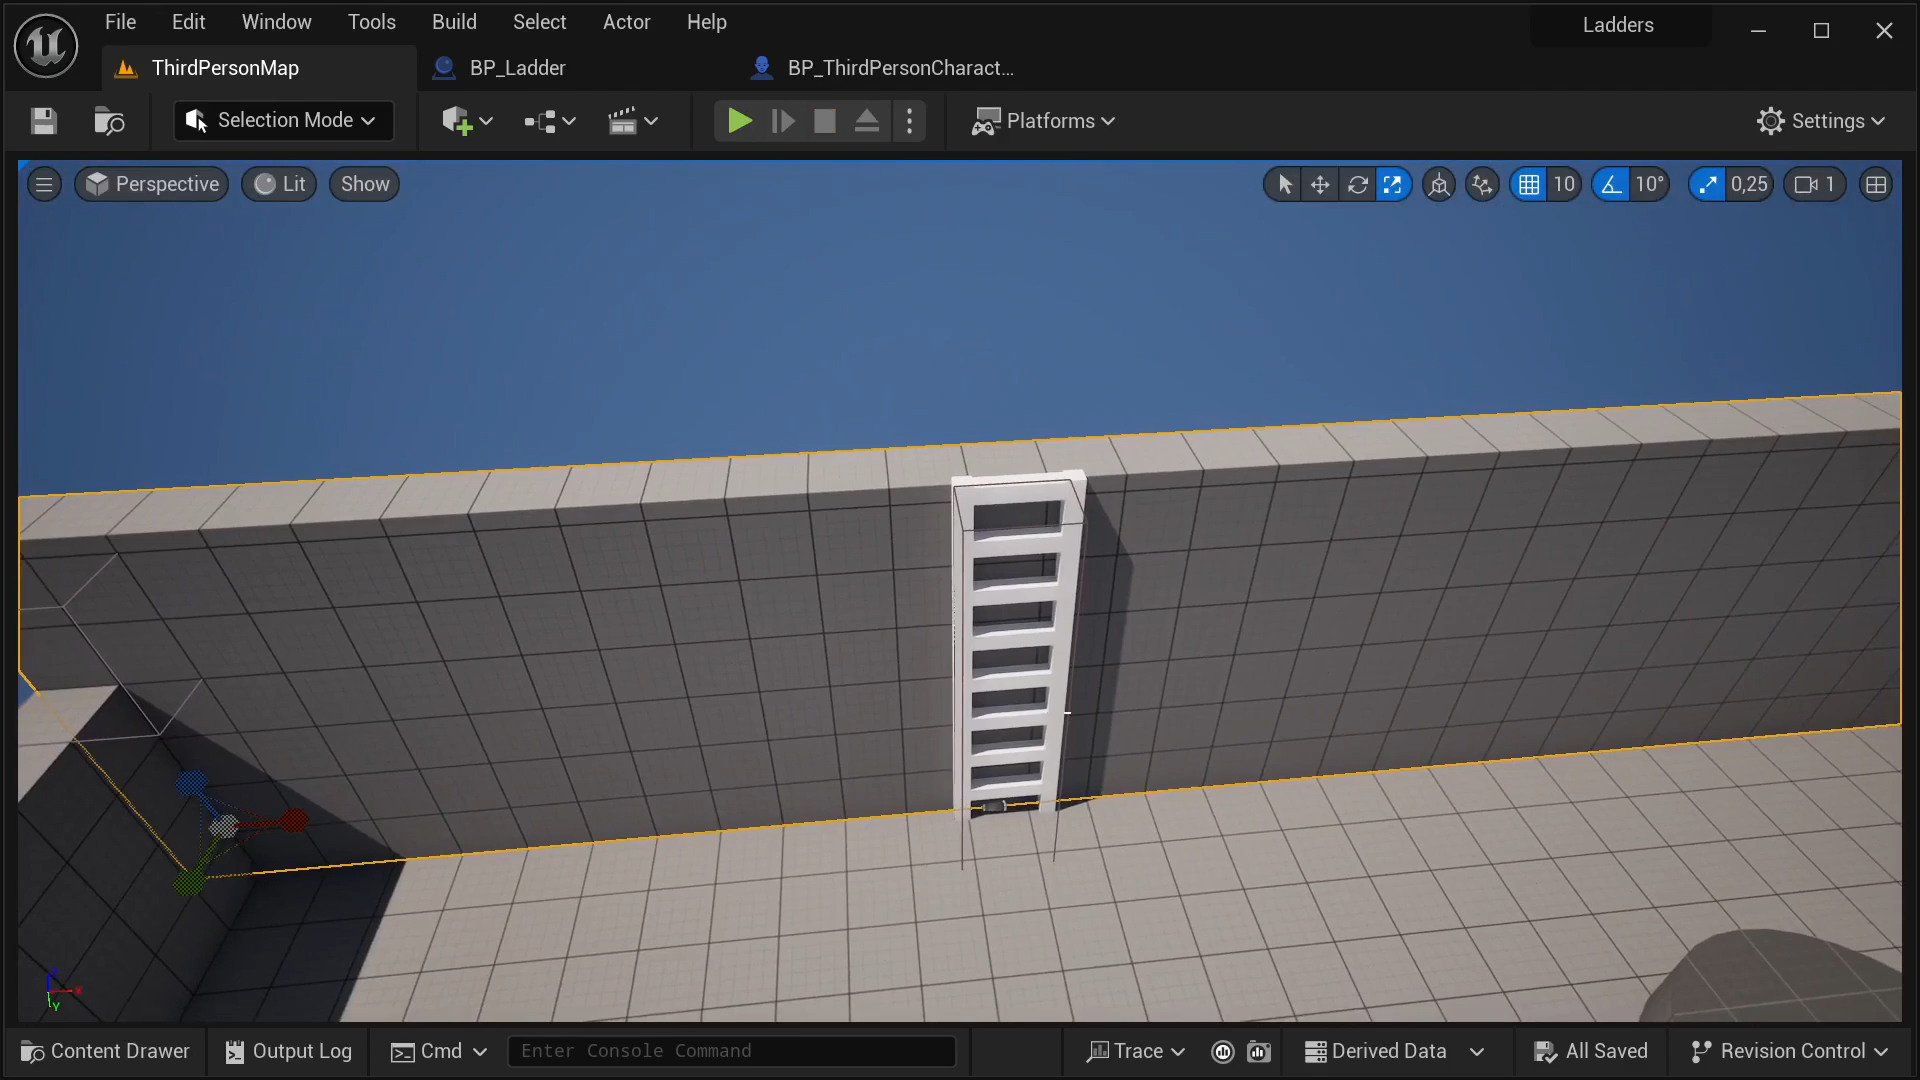 File Edit Window Tools Build Select Actor Help
Ladders
ThirdPersonMap
BP_Ladder
BP_ThirdPersonCharact...
Selection Mode
Platforms
Settings
Perspective
Lit
Show
10
10°
0,25
1
X
Y
Content Drawer
Output Log
Cmd
Enter Console Command
Trace
Derived Data
All Saved
Revision Control